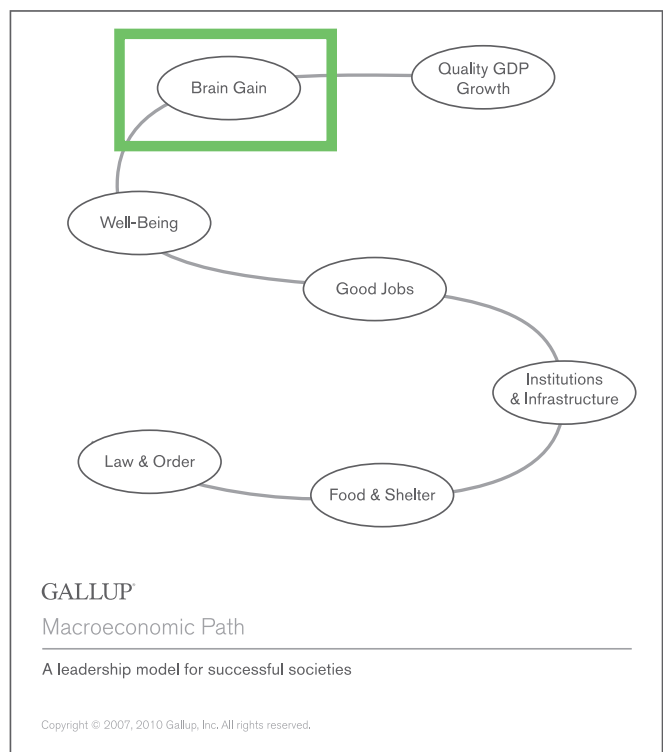 Brain Gain
Quality GDP
Growth
Well-Being
Good Jobs
Institutions
& Infrastructure
Law & Order
Food & Shelter
GALLUP®
Macroeconomic Path
A leadership model for successful societies
Copyright © 2007, 2010 Gallup, Inc. All rights reserved.